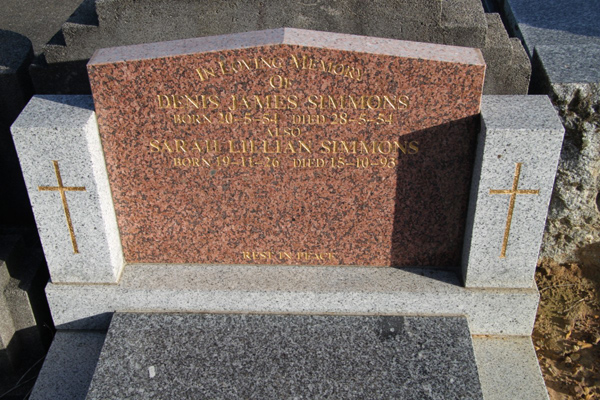 IN LOVING MEMORY
OF
DENIS JAMES SIMMONS
BORN 20-5-54 DIED 28-5-54
ALSO
SARAH LILLIAN SIMMONS
BORN 19-11-26 DIED 15-10-93
REST IN PEACE